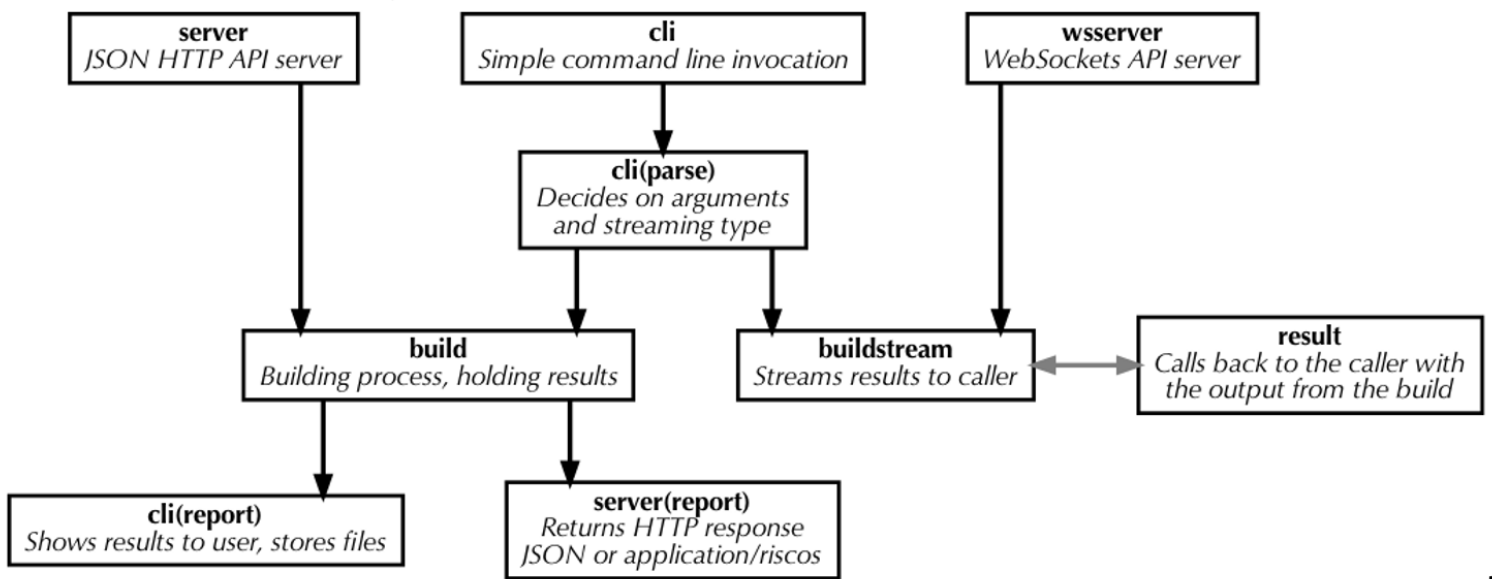 server
JSON HTTP API server
cli
Simple command line invocation
wsserver
WebSockets API server
cli(parse)
Decides on arguments
and streaming type
build
Building process, holding results
buildstream
Streams results to caller
result
Calls back to the caller with
the output from the build
cli(report)
Shows results to user, stores files
server(report)
Returns HTTP response
JSON or application/riscos